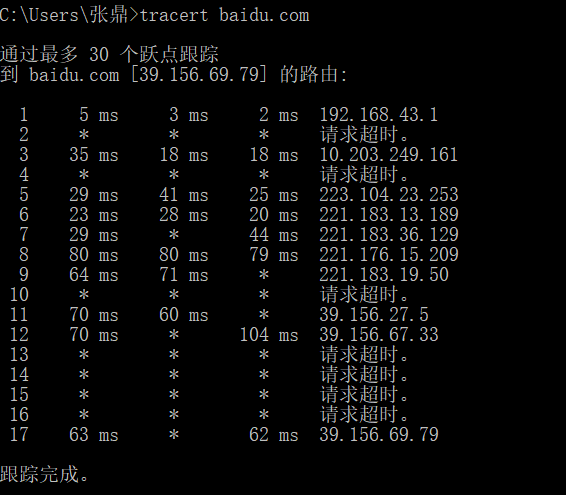 C:\Users\张鼎>tracert baidu.com
通过最多 30 个跃点跟踪
到 baidu.com [39.156.69.79] 的路由:
1 5 ms 3 ms 2 ms 192.168.43.1
2 * * * 请求超时。
3 35 ms 18 ms 18 ms 10.203.249.161
4 * * * 请求超时。
5 29 ms 41 ms 25 ms 223.104.23.253
6 23 ms 28 ms 20 ms 221.183.13.189
7 29 ms * 44 ms 221.183.36.129
8 80 ms 80 ms 79 ms 221.176.15.209
9 64 ms 71 ms * 221.183.19.50
10 * * * 请求超时。
11 70 ms 60 ms * 39.156.27.5
12 70 ms * 104 ms 39.156.67.33
13 * * * 请求超时。
14 * * * 请求超时。
15 * * * 请求超时。
16 * * * 请求超时。
17 63 ms * 62 ms 39.156.69.79
跟踪完成。